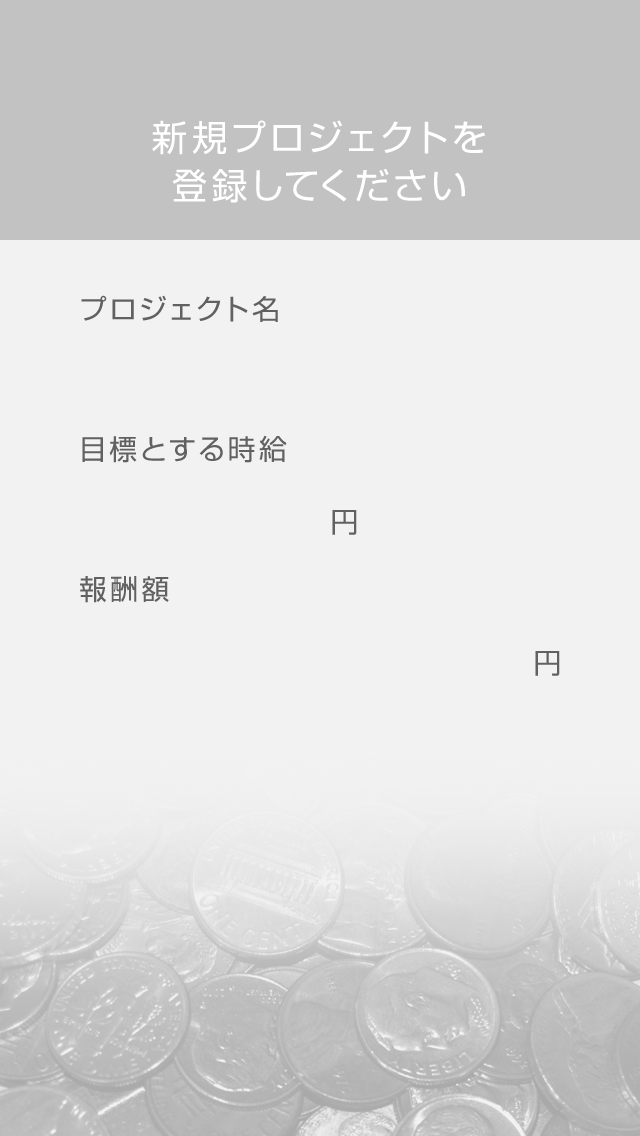 新規プロジェクトを
登録してください
プロジェクト名
目標とする時給
円
報酬額
円